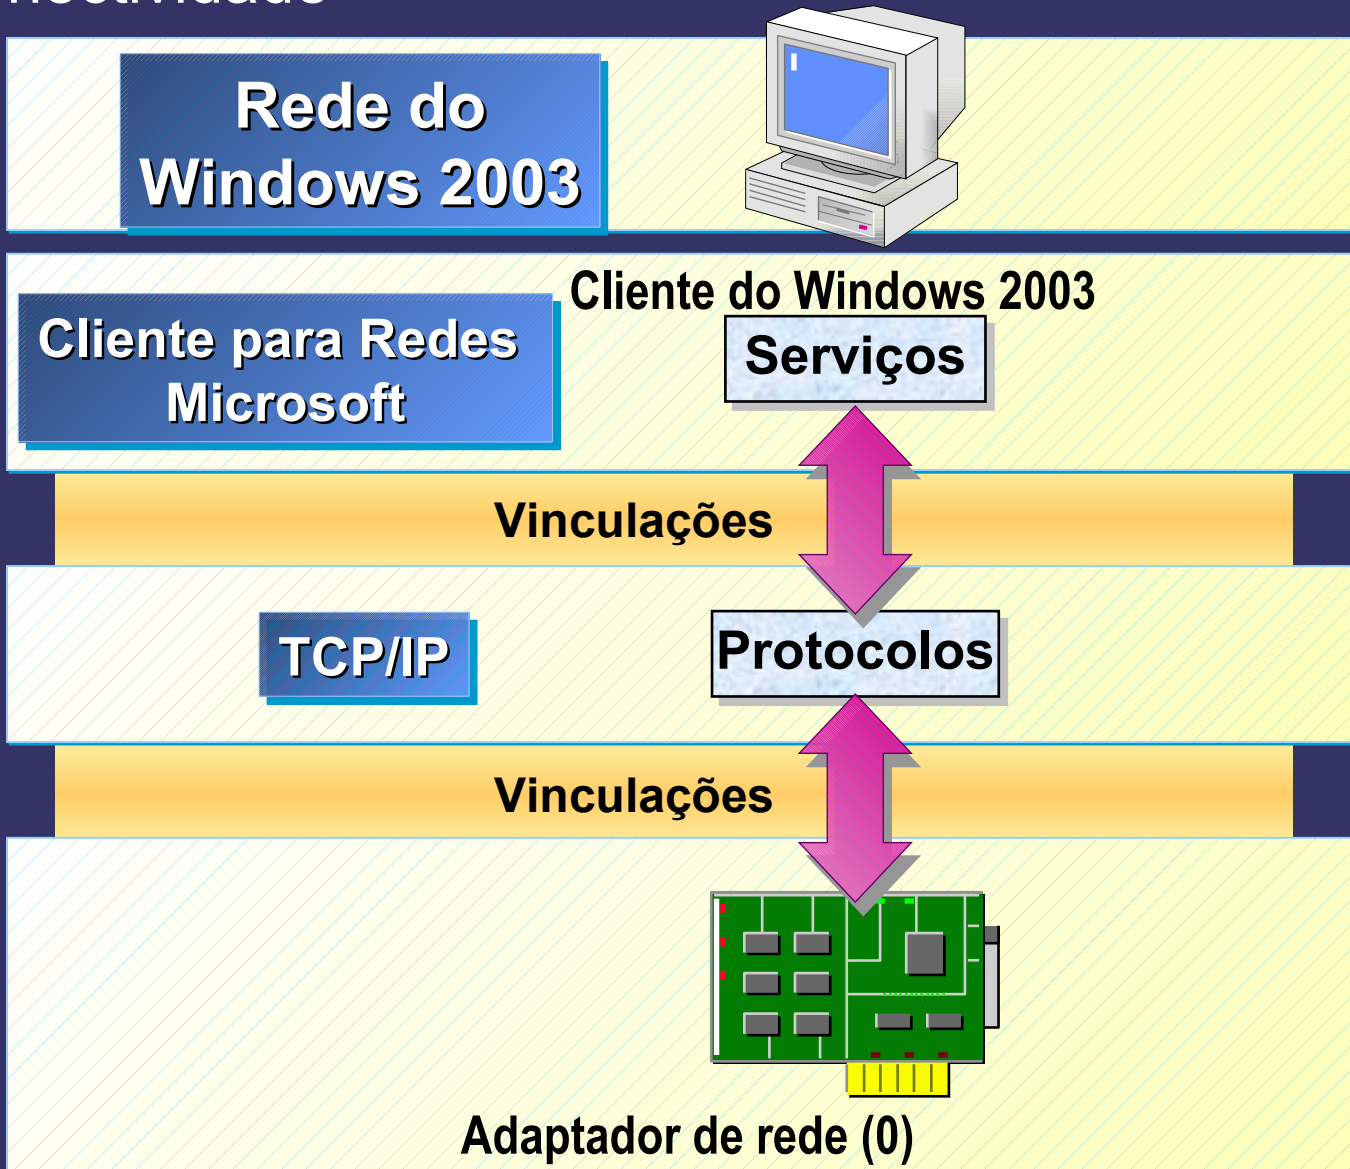 Rede do
Windows 2003
Cliente do Windows 2003
Cliente para Redes
Microsoft
Serviços
Vinculações
TCP/IP
Protocolos
Vinculações
Adaptador de rede (0)